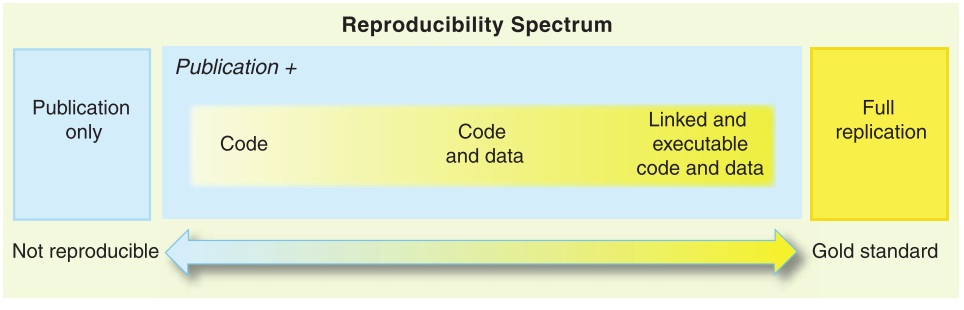 Reproducibility Spectrum
Publication
only
Publication +
Code
Code
and data
Linked and
executable
code and data
Full
replication
Not reproducible
Gold standard